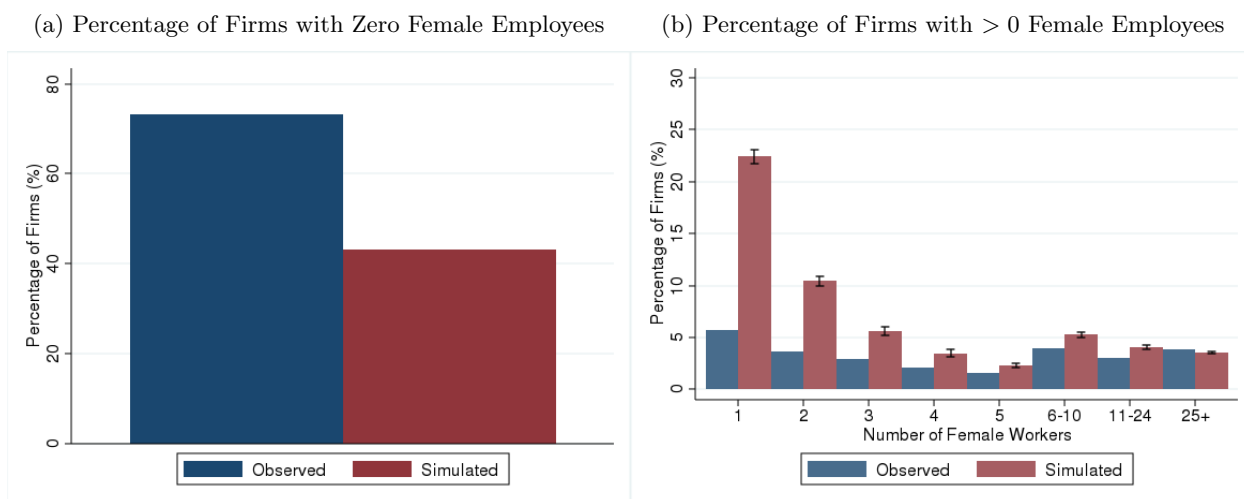 (a) Percentage of Firms with Zero Female Employees
80
60
40
20
0
Percentage of Firms (%)
Observed Simulated
(b) Percentage of Firms with > 0 Female Employees
30
25
20
15
10
5
0
Percentage of Firms (%)
1 2 3 4 5 6-10 11-24 25+
Number of Female Workers
Observed Simulated